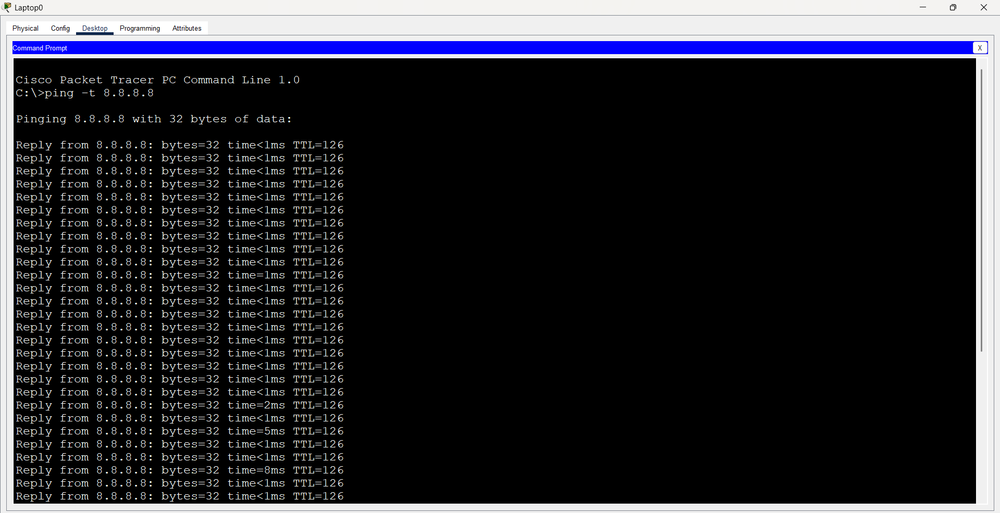 Laptop0
Physical Config Desktop Programming Attributes
Command Prompt X
Cisco Packet Tracer PC Command Line 1.0
C:\>ping -t 8.8.8.8
Pinging 8.8.8.8 with 32 bytes of data:
Reply from 8.8.8.8: bytes=32 time<1ms TTL=126
Reply from 8.8.8.8: bytes=32 time<1ms TTL=126
Reply from 8.8.8.8: bytes=32 time<1ms TTL=126
Reply from 8.8.8.8: bytes=32 time<1ms TTL=126
Reply from 8.8.8.8: bytes=32 time<1ms TTL=126
Reply from 8.8.8.8: bytes=32 time<1ms TTL=126
Reply from 8.8.8.8: bytes=32 time<1ms TTL=126
Reply from 8.8.8.8: bytes=32 time<1ms TTL=126
Reply from 8.8.8.8: bytes=32 time<1ms TTL=126
Reply from 8.8.8.8: bytes=32 time<1ms TTL=126
Reply from 8.8.8.8: bytes=32 time=1ms TTL=126
Reply from 8.8.8.8: bytes=32 time<1ms TTL=126
Reply from 8.8.8.8: bytes=32 time<1ms TTL=126
Reply from 8.8.8.8: bytes=32 time<1ms TTL=126
Reply from 8.8.8.8: bytes=32 time<1ms TTL=126
Reply from 8.8.8.8: bytes=32 time<1ms TTL=126
Reply from 8.8.8.8: bytes=32 time<1ms TTL=126
Reply from 8.8.8.8: bytes=32 time<1ms TTL=126
Reply from 8.8.8.8: bytes=32 time<1ms TTL=126
Reply from 8.8.8.8: bytes=32 time<1ms TTL=126
Reply from 8.8.8.8: bytes=32 time=2ms TTL=126
Reply from 8.8.8.8: bytes=32 time<1ms TTL=126
Reply from 8.8.8.8: bytes=32 time=5ms TTL=126
Reply from 8.8.8.8: bytes=32 time<1ms TTL=126
Reply from 8.8.8.8: bytes=32 time<1ms TTL=126
Reply from 8.8.8.8: bytes=32 time=8ms TTL=126
Reply from 8.8.8.8: bytes=32 time<1ms TTL=126
Reply from 8.8.8.8: bytes=32 time<1ms TTL=126